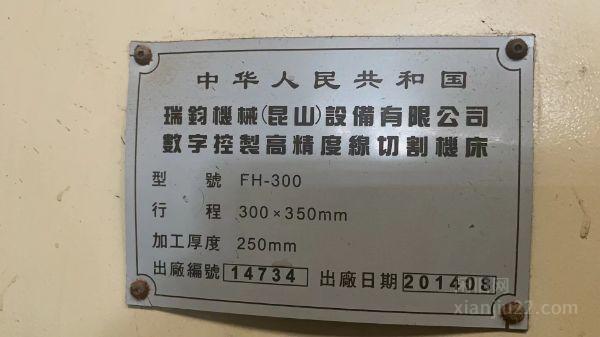 中华人民共和国
瑞鈞機械(昆山)設備有限公司
數字控製高精度線切割機床
型 號 FH-300
行 程 300×350mm
加工厚度 250mm
出廠編號 14734 出廠日期 201408
xianju22.com